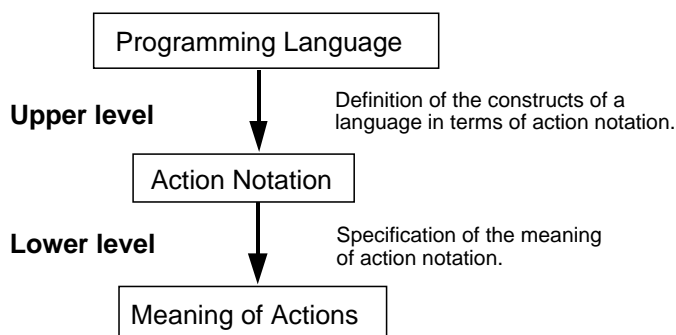 Programming Language
Upper level
Definition of the constructs of a
language in terms of action notation.
Action Notation
Lower level
Specification of the meaning
of action notation.
Meaning of Actions